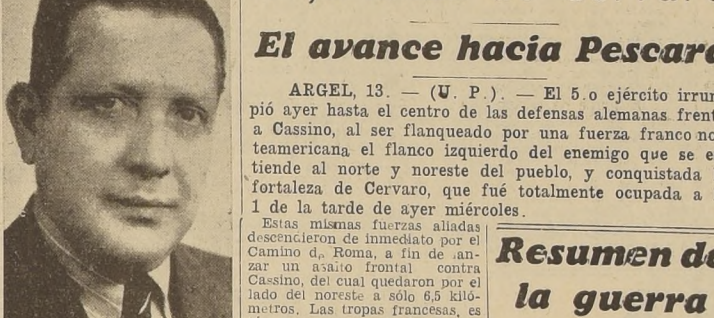 El avance hacia Pescar
ARGEL, 13. — (U. P.). — El 5.o ejército irrum
pió ayer hasta el centro de las defensas alemanas frent
a Cassino, al ser flanqueado por una fuerza franco no
teamericana el flanco izquierdo del enemigo que se e
tiende al norte y noreste del pueblo, y conquistada
fortaleza de Cervaro, que fué totalmente ocupada a
1 de la tarde de ayer miércoles.
Estas mismas fuerzas aliadas
descendieron de inmediato por el
Camino de Roma, a fin de lan-
zar un asalto frontal contra
Cassino, del cual quedaron por el
lado del noreste a sólo 6,5 kiló-
metros. Las tropas francesas, es
Resumen de
la guerra